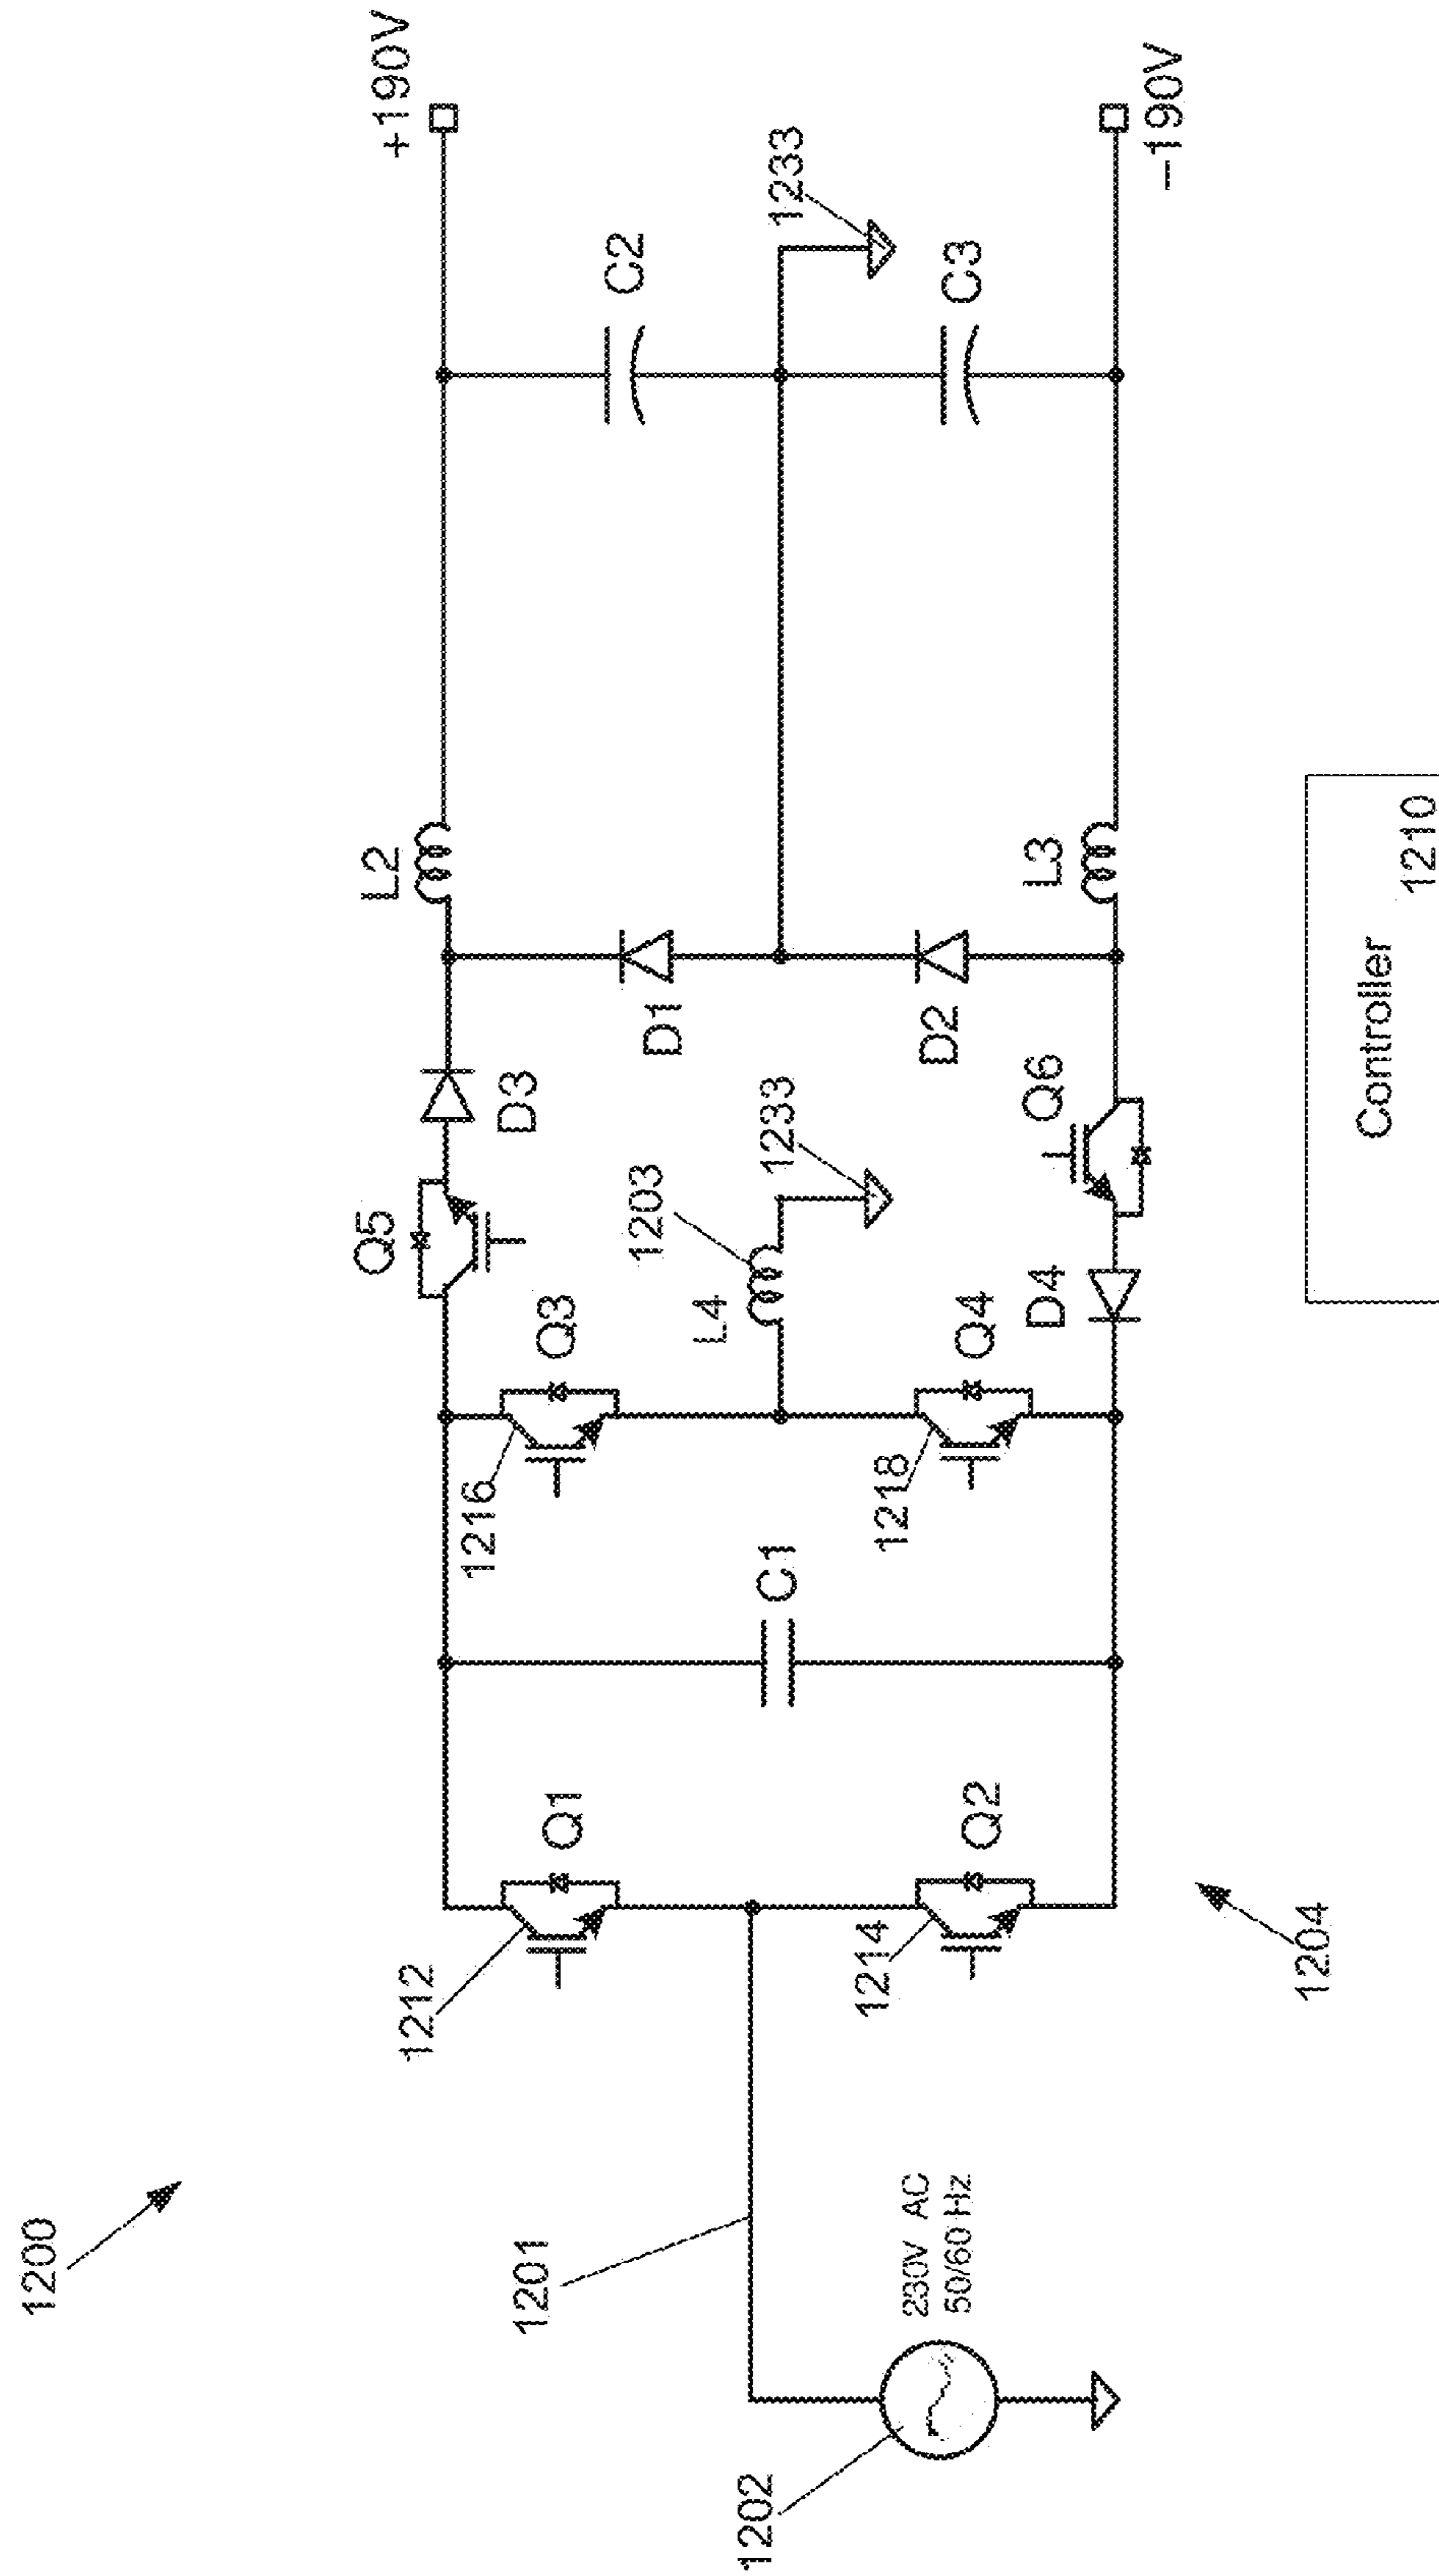 1200
1202
1201
230V AC
50/60 Hz
1212
Q1
1214
Q2
1204
C1
1216
Q3
1218
Q4
L4
1203
1233
Q5
D3
D4
Q6
D1
D2
L2
L3
C2
C3
1233
+190V
−190V
Controller
1210